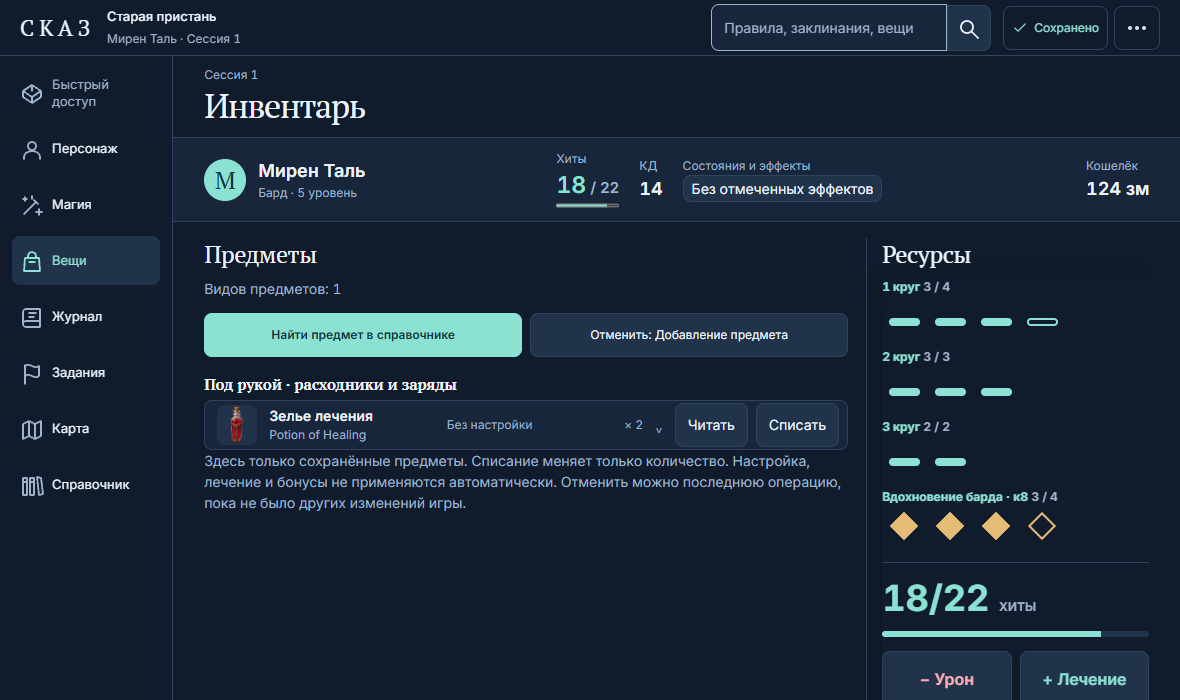 СКАЗ
Старая пристань
Мирен Таль · Сессия 1
Правила, заклинания, вещи
Сохранено
Быстрый
доступ
Персонаж
Магия
Вещи
Журнал
Задания
Карта
Справочник
Сессия 1
Инвентарь
М
Мирен Таль
Бард · 5 уровень
Хиты
18 / 22
КД
14
Состояния и эффекты
Без отмеченных эффектов
Кошелёк
124 зм
Предметы
Видов предметов: 1
Найти предмет в справочнике
Отменить: Добавление предмета
Под рукой · расходники и заряды
Зелье лечения
Potion of Healing
Без настройки
× 2
Читать
Списать
Здесь только сохранённые предметы. Списание меняет только количество. Настройка,
лечение и бонусы не применяются автоматически. Отменить можно последнюю операцию,
пока не было других изменений игры.
Ресурсы
1 круг 3 / 4
2 круг 3 / 3
3 круг 2 / 2
Вдохновение барда · к8 3 / 4
18/22 хиты
− Урон
+ Лечение